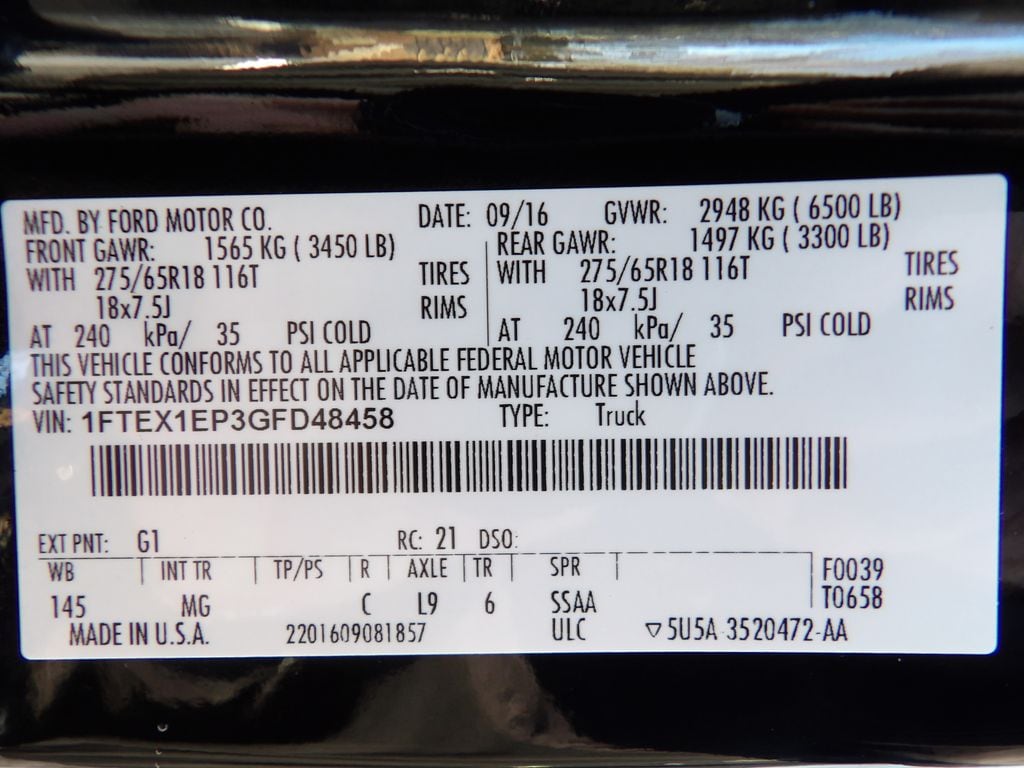 MFD. BY FORD MOTOR CO. DATE: 09/16 GVWR: 2948 KG ( 6500 LB)
FRONT GAWR: 1565 KG ( 3450 LB) REAR GAWR: 1497 KG ( 3300 LB)
WITH 275/65R18 116T TIRES WITH 275/65R18 116T TIRES
18x7.5J RIMS 18x7.5J RIMS
AT 240 kPa/ 35 PSI COLD AT 240 kPa/ 35 PSI COLD
THIS VEHICLE CONFORMS TO ALL APPLICABLE FEDERAL MOTOR VEHICLE
SAFETY STANDARDS IN EFFECT ON THE DATE OF MANUFACTURE SHOWN ABOVE.
VIN: 1FTEX1EP3GFD48458 TYPE: Truck
EXT PNT: G1 RC: 21 DSO:
WB INT TR TP/PS R AXLE TR SPR F0039
145 MG C L9 6 SSAA T0658
MADE IN U.S.A. 2201609081857 ULC ▽5U5A 3520472-AA